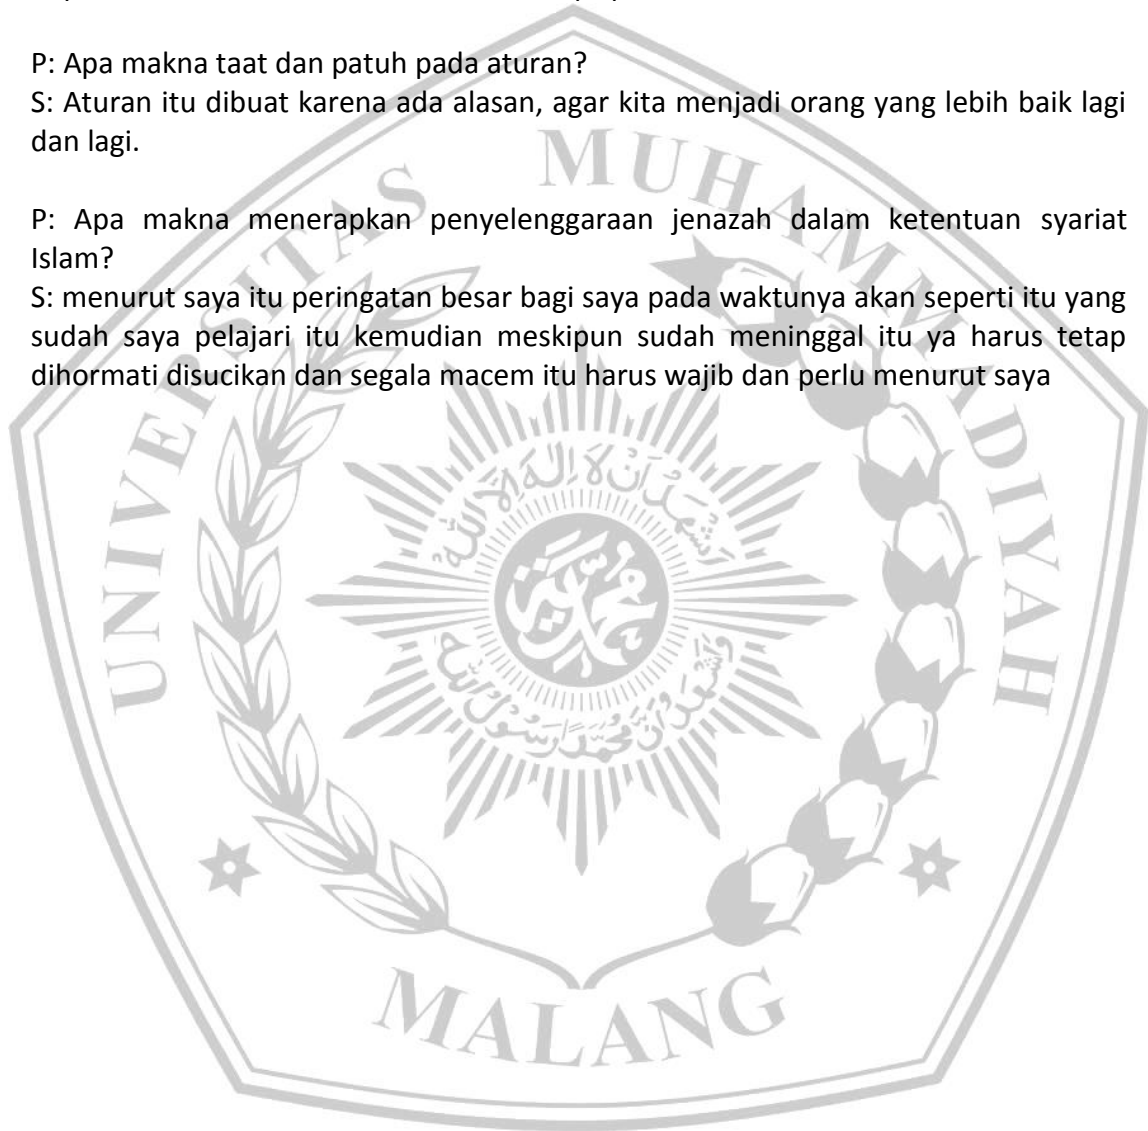 P: Apa makna taat dan patuh pada aturan?
S: Aturan itu dibuat karena ada alasan, agar kita menjadi orang yang lebih baik lagi
dan lagi.
P: Apa makna menerapkan penyelenggaraan jenazah dalam ketentuan syariat
Islam?
S: menurut saya itu peringatan besar bagi saya pada waktunya akan seperti itu yang
sudah saya pelajari itu kemudian meskipun sudah meninggal itu ya harus tetap
dihormati disucikan dan segala macem itu harus wajib dan perlu menurut saya
UNIVERSITAS MUHAMMADIYAH
MALANG